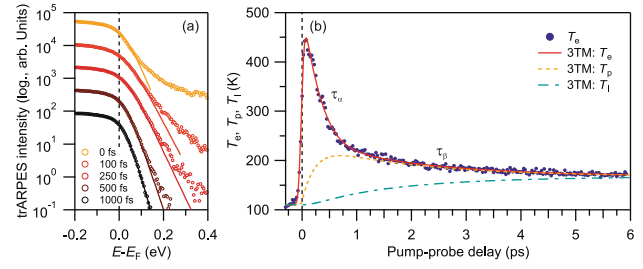 (a)
trARPES intensity (log., arb. Units)
10^5
10^4
10^3
10^2
10^1
10^0
10^-1
0 fs
100 fs
250 fs
500 fs
1000 fs
-0.2
0.0
0.2
0.4
E-E_F (eV)
(b)
T_e, T_p, T_l (K)
500
400
300
200
100
T_e
3TM: T_e
3TM: T_p
3TM: T_l
τ_α
τ_β
0
1
2
3
4
5
6
Pump-probe delay (ps)